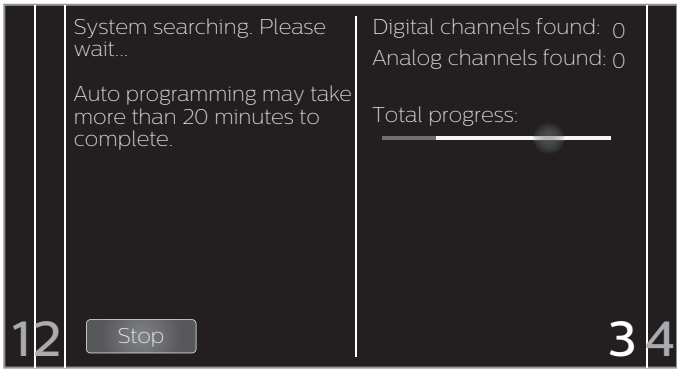 System searching. Please
wait...
Auto programming may take
more than 20 minutes to
complete.
Stop
Digital channels found: 0
Analog channels found: 0
Total progress:
1 2 3 4